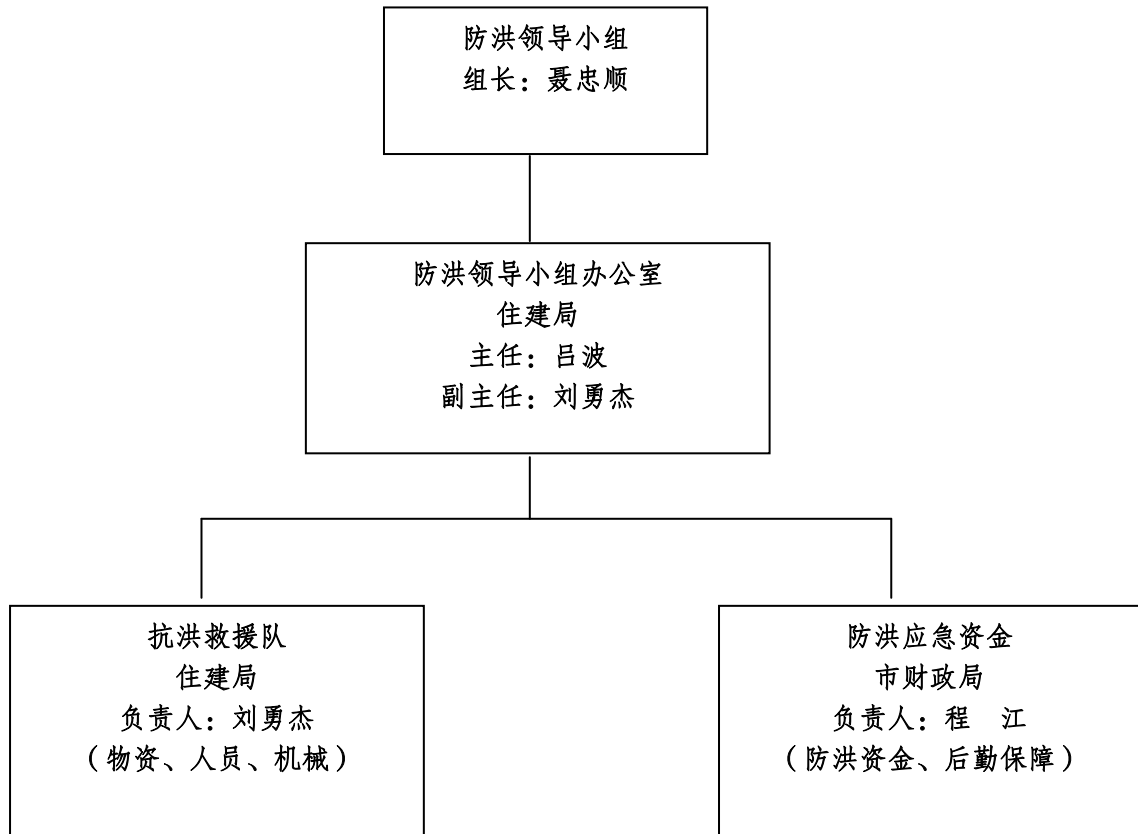 防洪领导小组
组长：聂忠顺
防洪领导小组办公室
住建局
主任：吕波
副主任：刘勇杰
抗洪救援队
住建局
负责人：刘勇杰
（物资、人员、机械）
防洪应急资金
市财政局
负责人：程　江
（防洪资金、后勤保障）